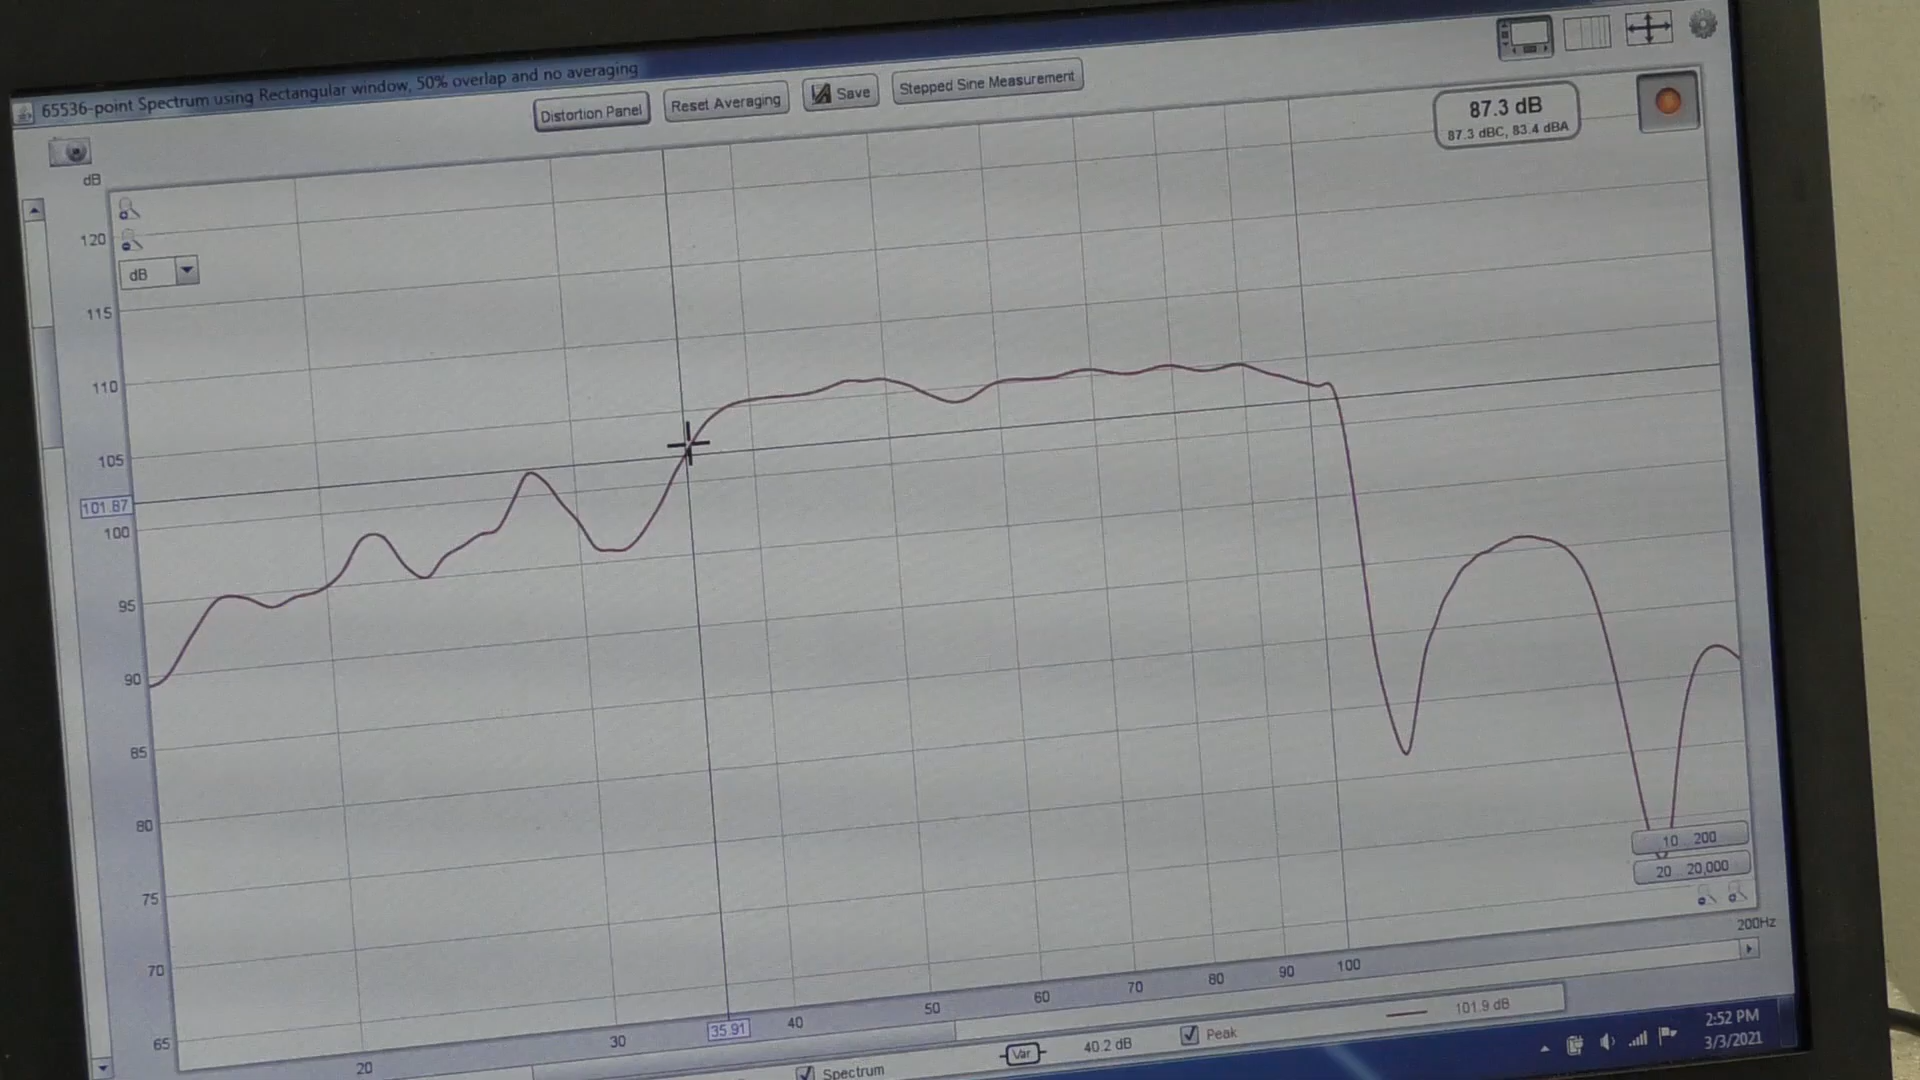 65536-point Spectrum using Rectangular window, 50% overlap and no averaging
Distortion Panel
Reset Averaging
Save
Stepped Sine Measurement
87.3 dB
87.3 dBC, 83.4 dBA
dB
dB
120
115
110
105
101.87
100
95
90
85
80
75
70
65
10 200
20 20,000
200Hz
20
30
35.91
40
50
60
70
80
90
100
Spectrum
Var
40.2 dB
Peak
101.9 dB
2:52 PM
3/3/2021